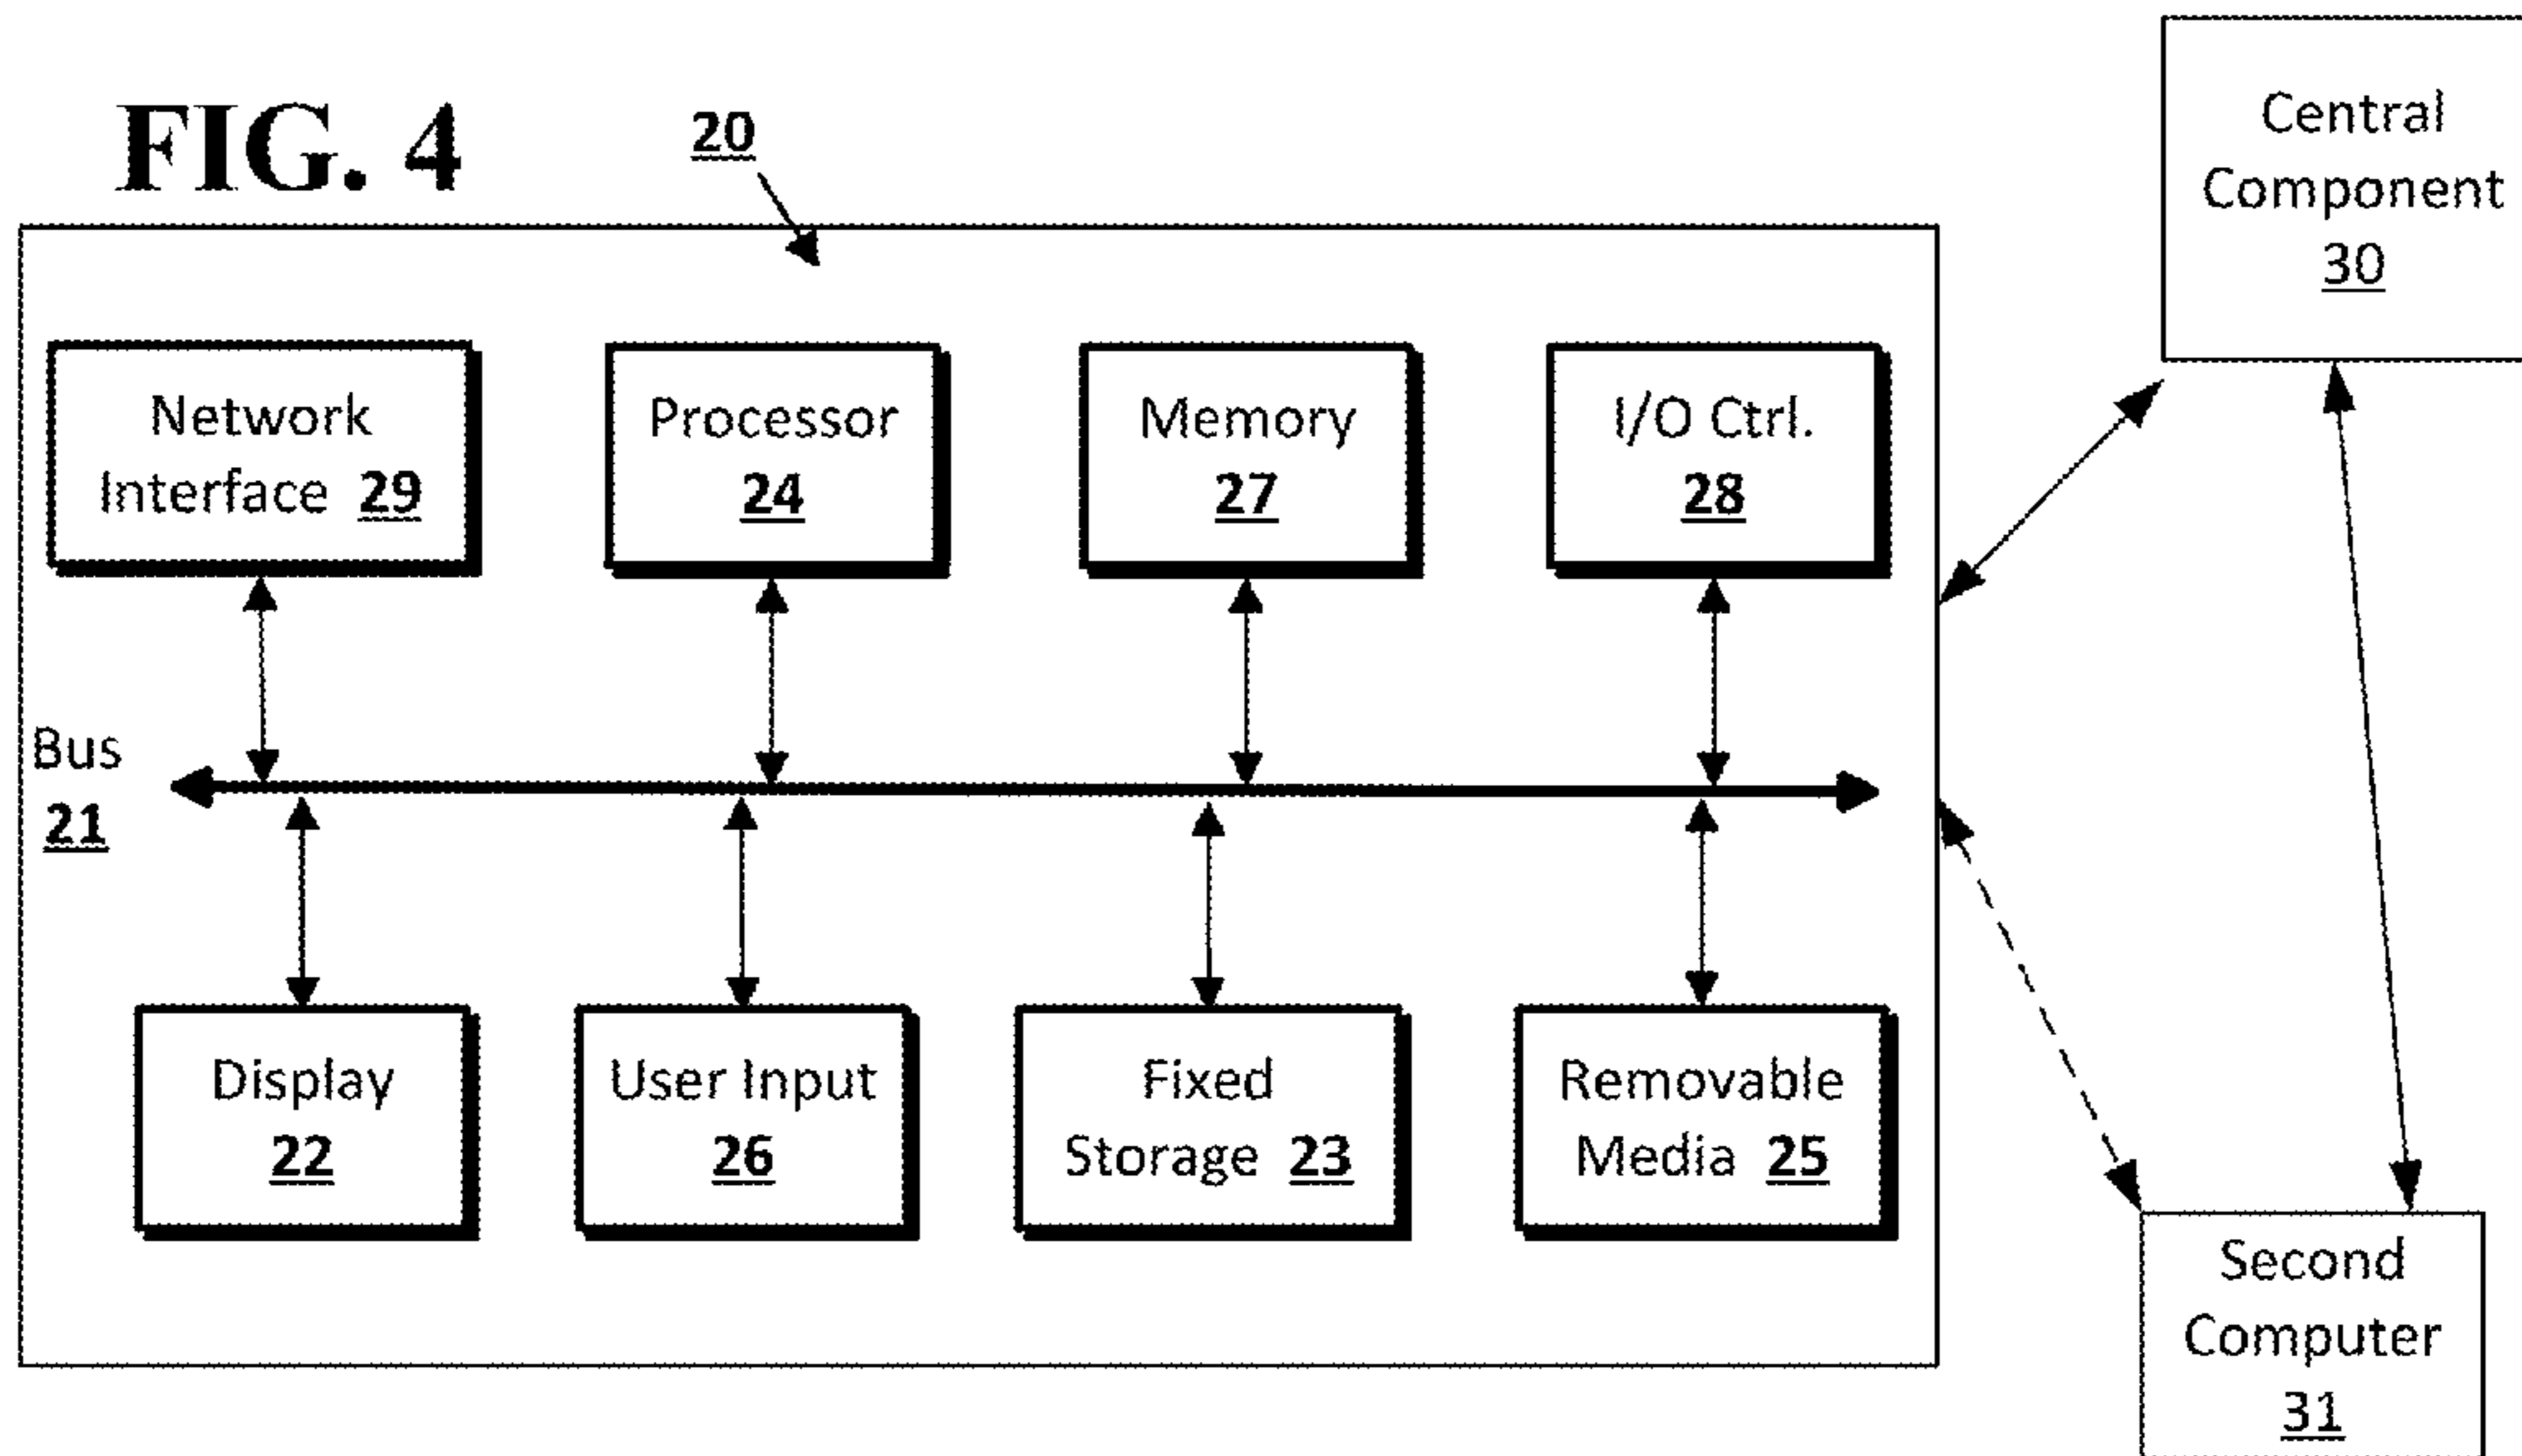 FIG. 4
20
Central
Component
30
Network
Interface 29
Processor
24
Memory
27
I/O Ctrl.
28
Bus
21
Display
22
User Input
26
Fixed
Storage 23
Removable
Media 25
Second
Computer
31